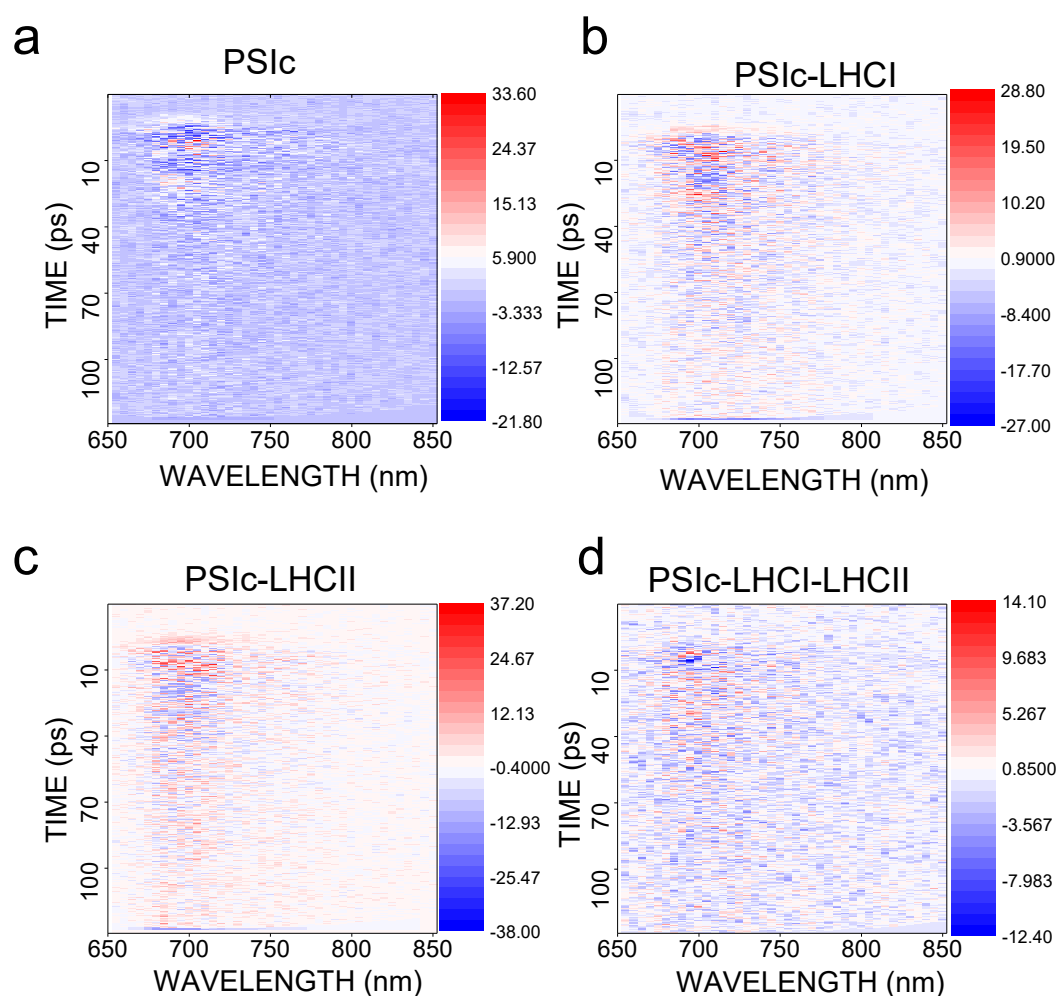 a
PSIc
33.60
24.37
15.13
5.900
-3.333
-12.57
-21.80
10
40
70
100
TIME (ps)
650 700 750 800 850
WAVELENGTH (nm)
b
PSIc-LHCI
28.80
19.50
10.20
0.9000
-8.400
-17.70
-27.00
10
40
70
100
TIME (ps)
650 700 750 800 850
WAVELENGTH (nm)
c
PSIc-LHCII
37.20
24.67
12.13
-0.4000
-12.93
-25.47
-38.00
10
40
70
100
TIME (ps)
650 700 750 800 850
WAVELENGTH (nm)
d
PSIc-LHCI-LHCII
14.10
9.683
5.267
0.8500
-3.567
-7.983
-12.40
10
40
70
100
TIME (ps)
650 700 750 800 850
WAVELENGTH (nm)